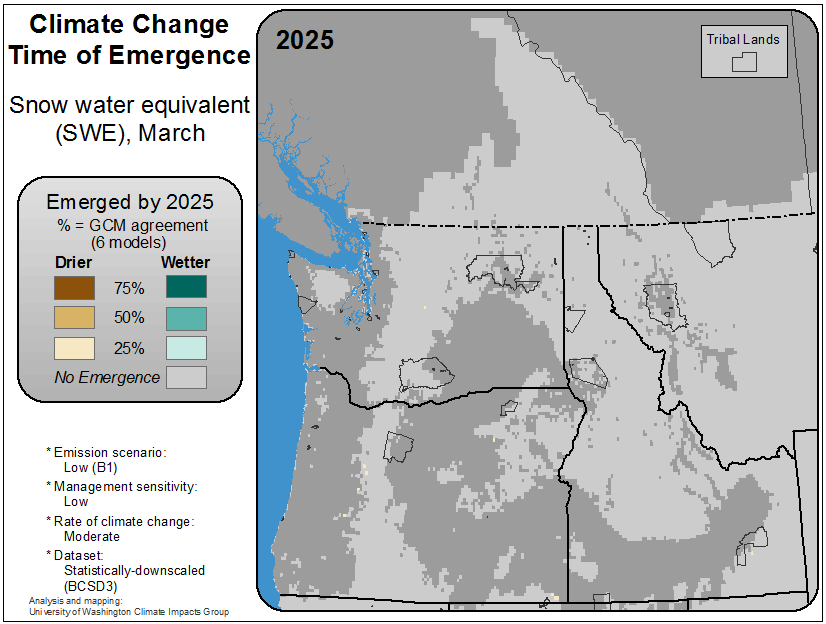 Climate Change
Time of Emergence
Snow water equivalent
(SWE), March
Emerged by 2025
% = GCM agreement
(6 models)
Drier Wetter
75%
50%
25%
No Emergence
* Emission scenario:
Low (B1)
* Management sensitivity:
Low
* Rate of climate change:
Moderate
* Dataset:
Statistically-downscaled
(BCSD3)
Analysis and mapping:
University of Washington Climate Impacts Group
2025
Tribal Lands